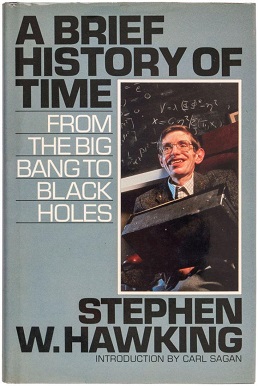 A BRIEF
HISTORY OF
TIME
FROM
THE BIG
BANG TO
BLACK
HOLES
STEPHEN
W. HAWKING
INTRODUCTION BY CARL SAGAN